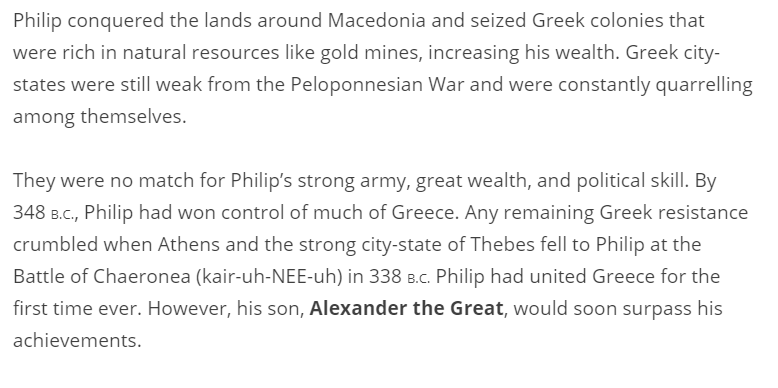 Philip conquered the lands around Macedonia and seized Greek colonies that
were rich in natural resources like gold mines, increasing his wealth. Greek city-
states were still weak from the Peloponnesian War and were constantly quarrelling
among themselves.
They were no match for Philip’s strong army, great wealth, and political skill. By
348 B.C., Philip had won control of much of Greece. Any remaining Greek resistance
crumbled when Athens and the strong city-state of Thebes fell to Philip at the
Battle of Chaeronea (kair-uh-NEE-uh) in 338 B.C. Philip had united Greece for the
first time ever. However, his son, Alexander the Great, would soon surpass his
achievements.